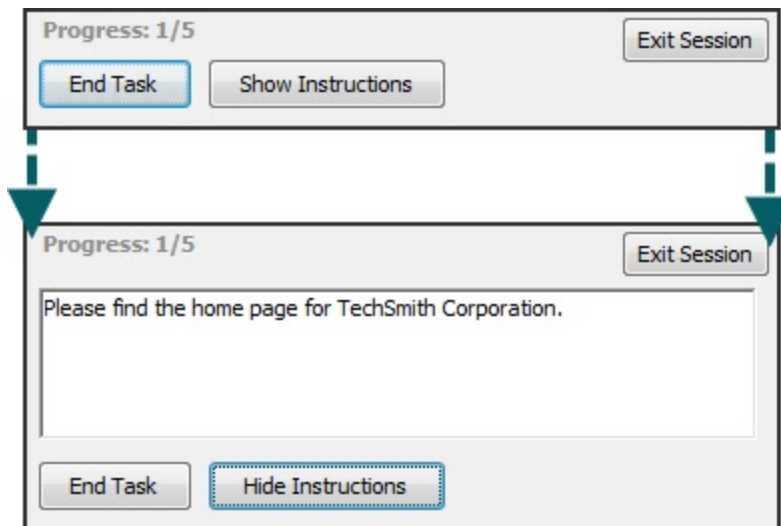 Progress: 1/5
Exit Session
End Task
Show Instructions
Progress: 1/5
Exit Session
Please find the home page for TechSmith Corporation.
End Task
Hide Instructions